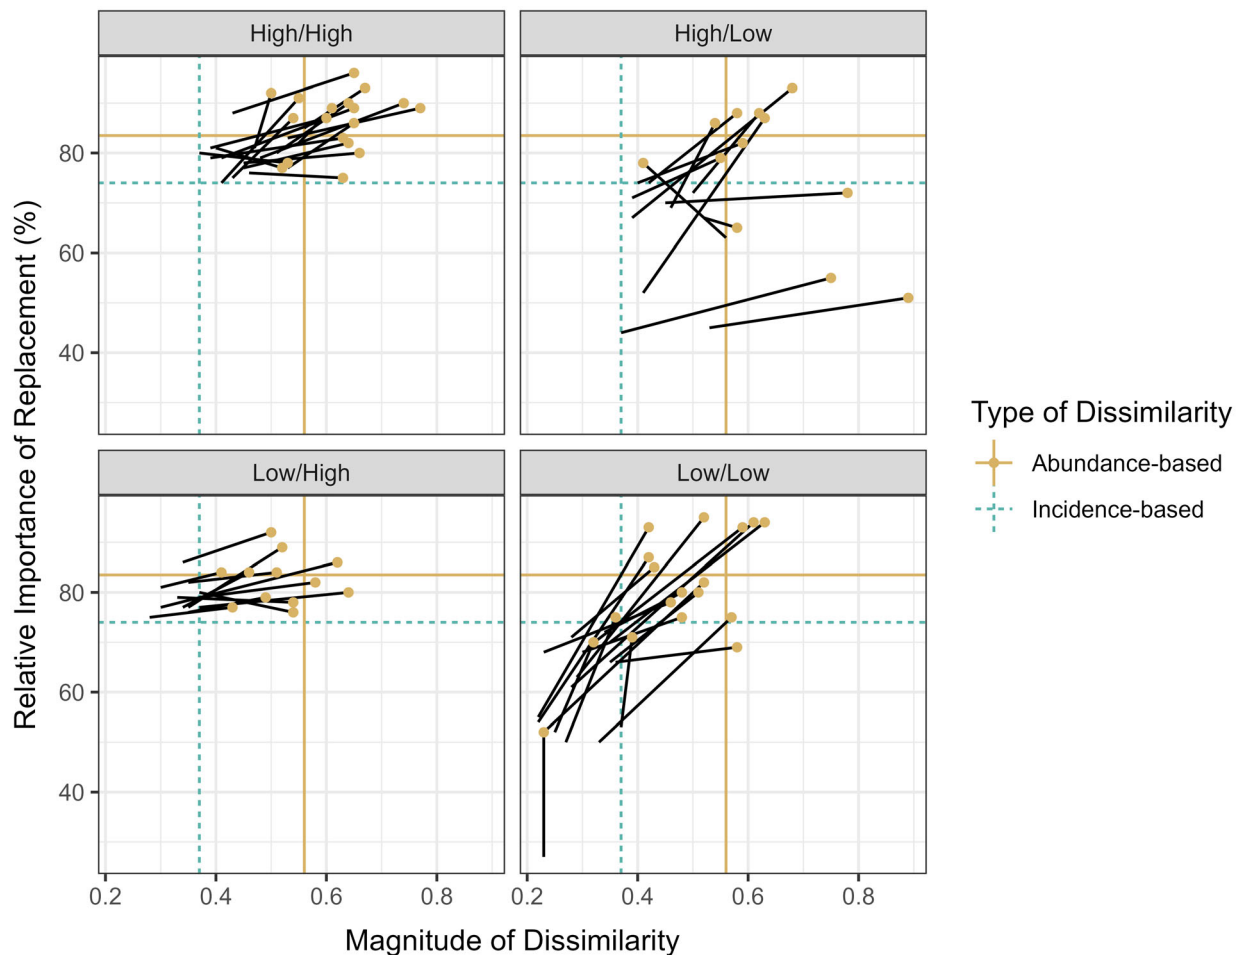 High/High
High/Low
80
60
40
Low/High
Low/Low
80
60
40
0.2
0.4
0.6
0.8
0.2
0.4
0.6
0.8
Relative Importance of Replacement (%)
Magnitude of Dissimilarity
Type of Dissimilarity
Abundance-based
Incidence-based